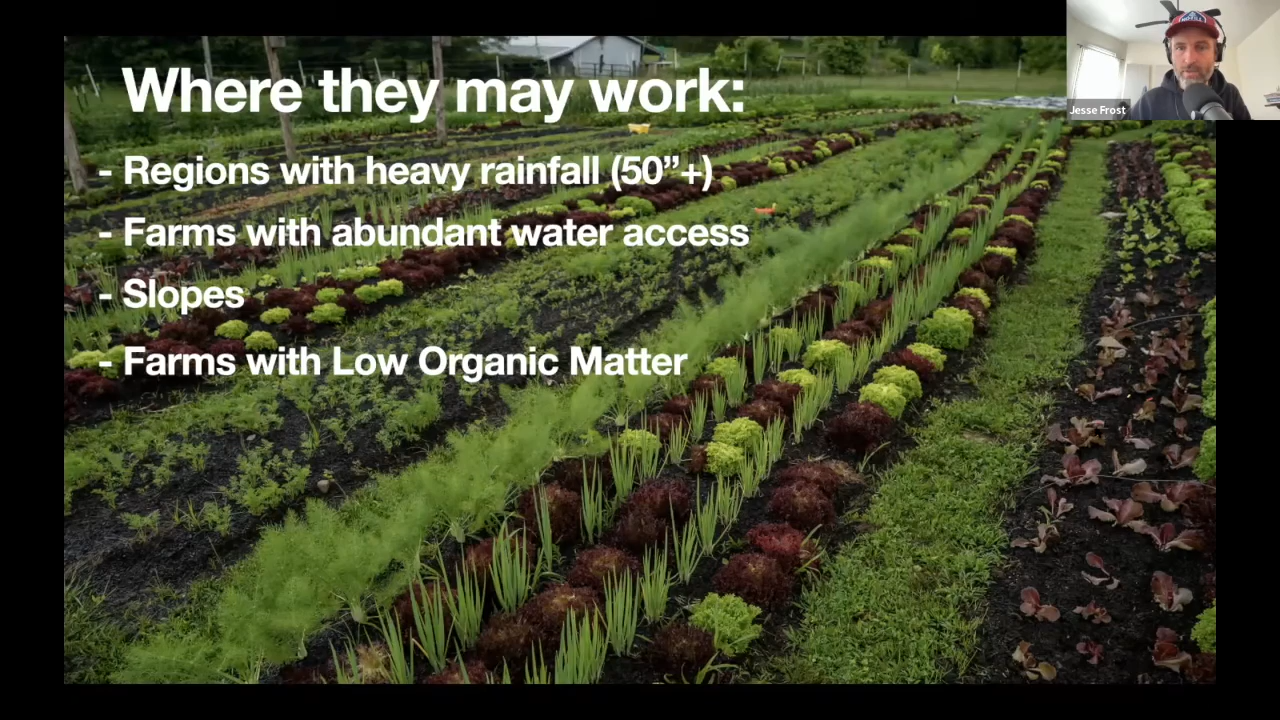 Where they may work:
- Regions with heavy rainfall (50”+)
- Farms with abundant water access
- Slopes
- Farms with Low Organic Matter
Jesse Frost